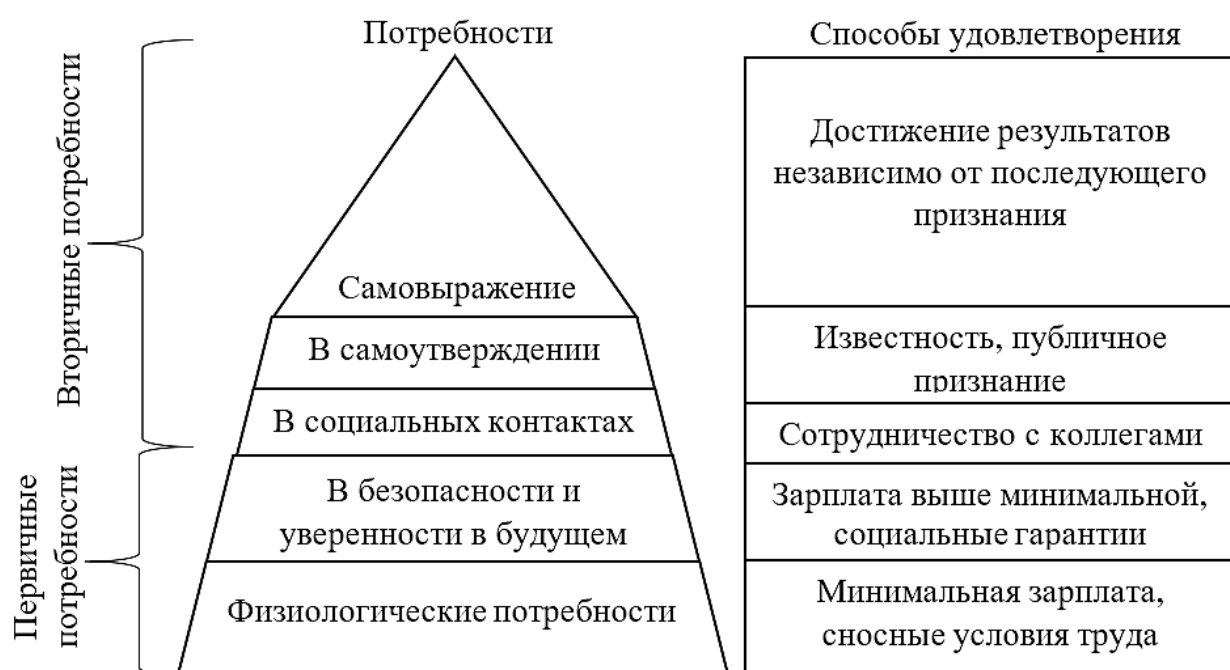 Потребности
Способы удовлетворения
Вторичные потребности
Первичные
потребности
Самовыражение
В самоутверждении
В социальных контактах
В безопасности и
уверенности в будущем
Физиологические потребности
Достижение результатов
независимо от последующего
признания
Известность, публичное
признание
Сотрудничество с коллегами
Зарплата выше минимальной,
социальные гарантии
Минимальная зарплата,
сносные условия труда